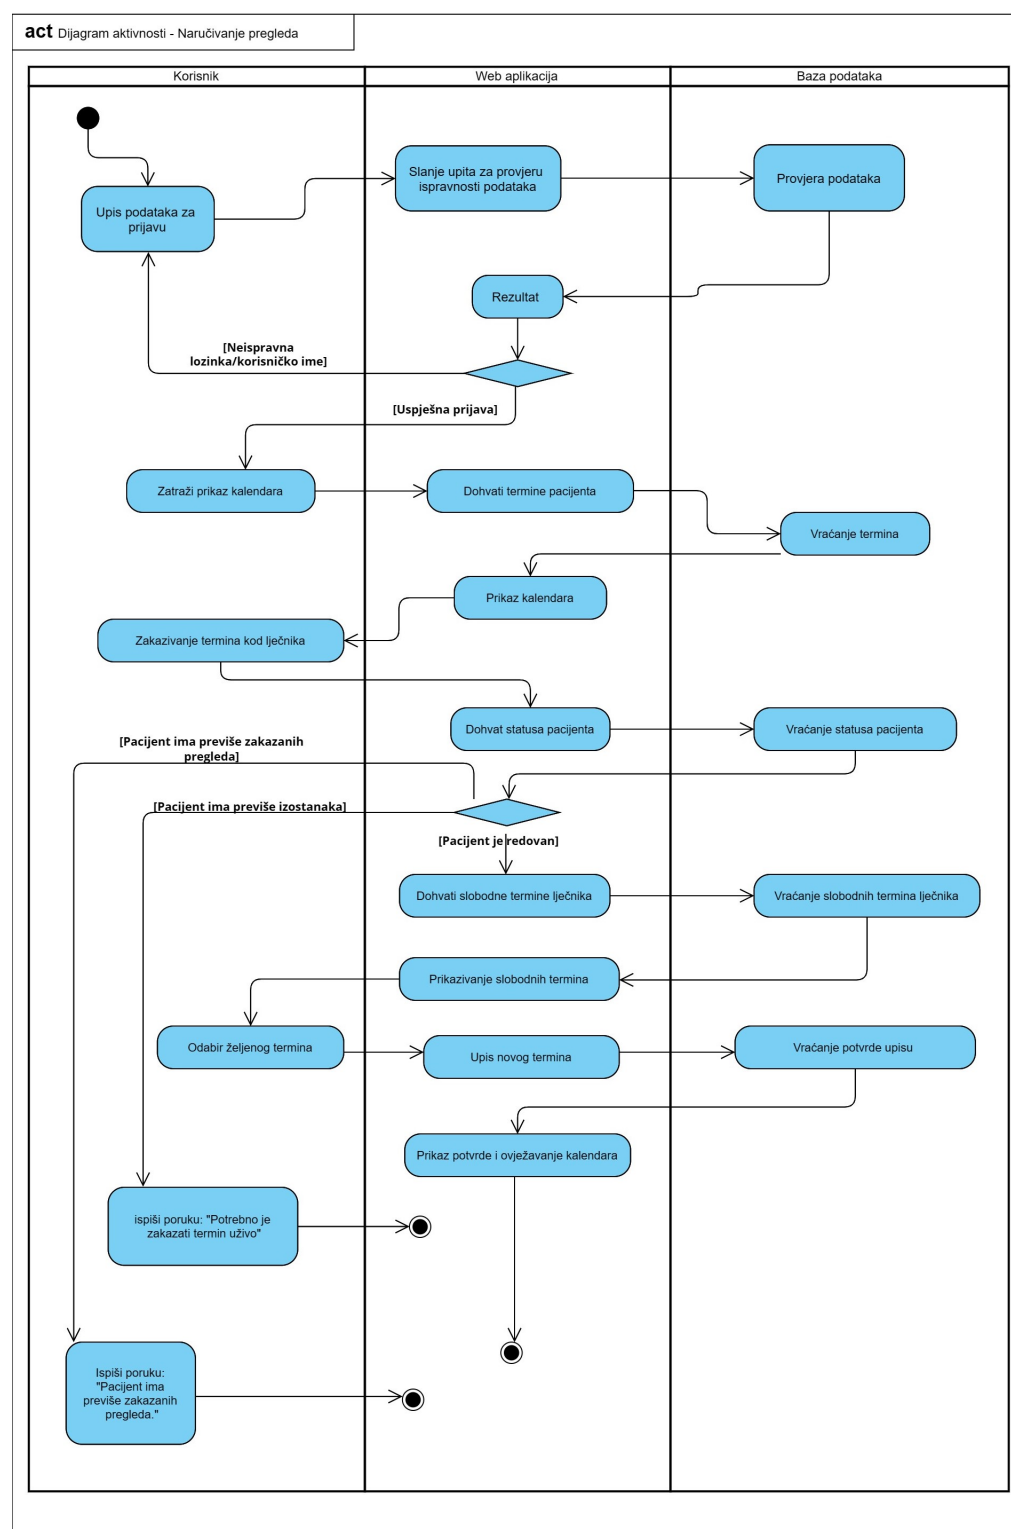 act Dijagram aktivnosti - Naručivanje pregleda
Korisnik
Web aplikacija
Baza podataka
Upis podataka za
prijavu
Slanje upita za provjeru
ispravnosti podataka
Provjera podataka
Rezultat
[Neispravna
lozinka/korisničko ime]
[Uspješna prijava]
Zatraži prikaz kalendara
Dohvati termine pacijenta
Vraćanje termina
Prikaz kalendara
Zakazivanje termina kod lječnika
Dohvat statusa pacijenta
Vraćanje statusa pacijenta
[Pacijent ima previše zakazanih
pregleda]
[Pacijent ima previše izostanaka]
[Pacijent je redovan]
Dohvati slobodne termine lječnika
Vraćanje slobodnih termina lječnika
Prikazivanje slobodnih termina
Odabir željenog termina
Upis novog termina
Vraćanje potvrde upisu
Prikaz potvrde i ovježavanje kalendara
ispiši poruku: "Potrebno je
zakazati termin uživo"
Ispiši poruku:
"Pacijent ima
previše zakazanih
pregleda."